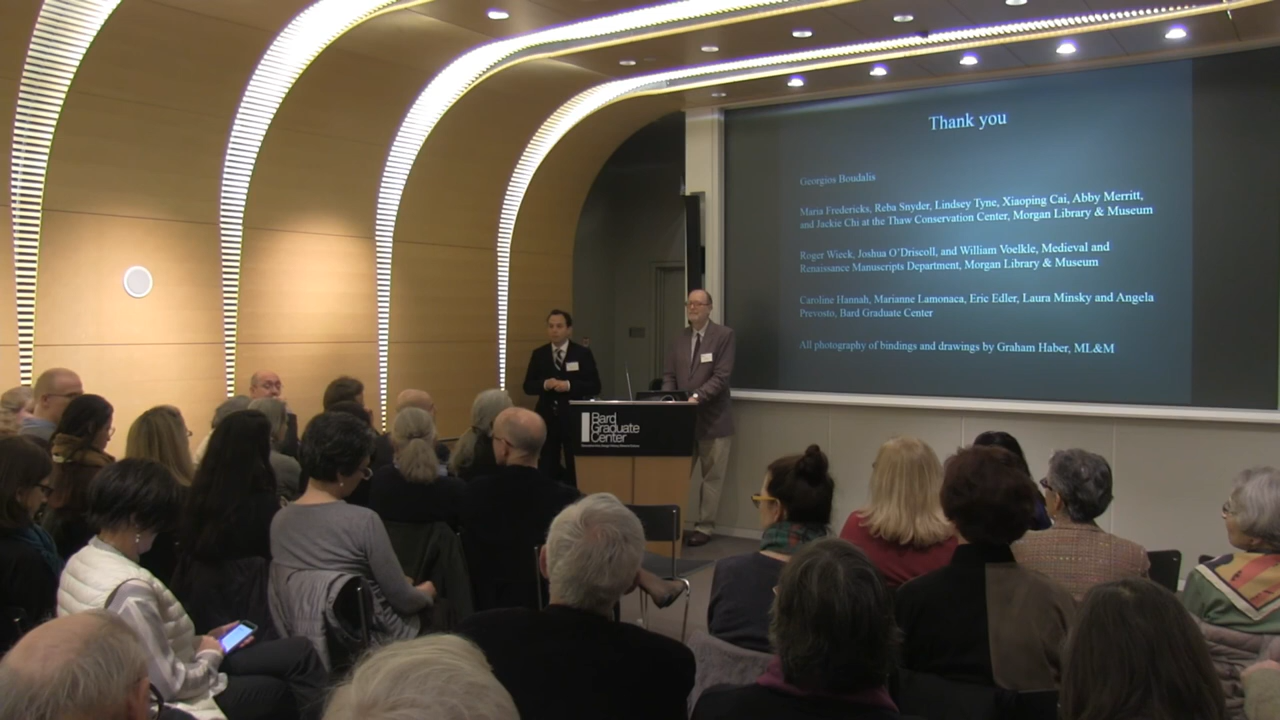 Thank you
Georgios Boudalis
Maria Fredericks, Reba Snyder, Lindsey Tyne, Xiaoping Cai, Abby Merritt,
and Jackie Chi at the Thaw Conservation Center, Morgan Library & Museum
Roger Wieck, Joshua O'Driscoll, and William Voelkle, Medieval and
Renaissance Manuscripts Department, Morgan Library & Museum
Caroline Hannah, Marianne Lamonaca, Eric Edler, Laura Minsky and Angela
Prevosto, Bard Graduate Center
All photography of bindings and drawings by Graham Haber, ML&M
Bard
Graduate
Center